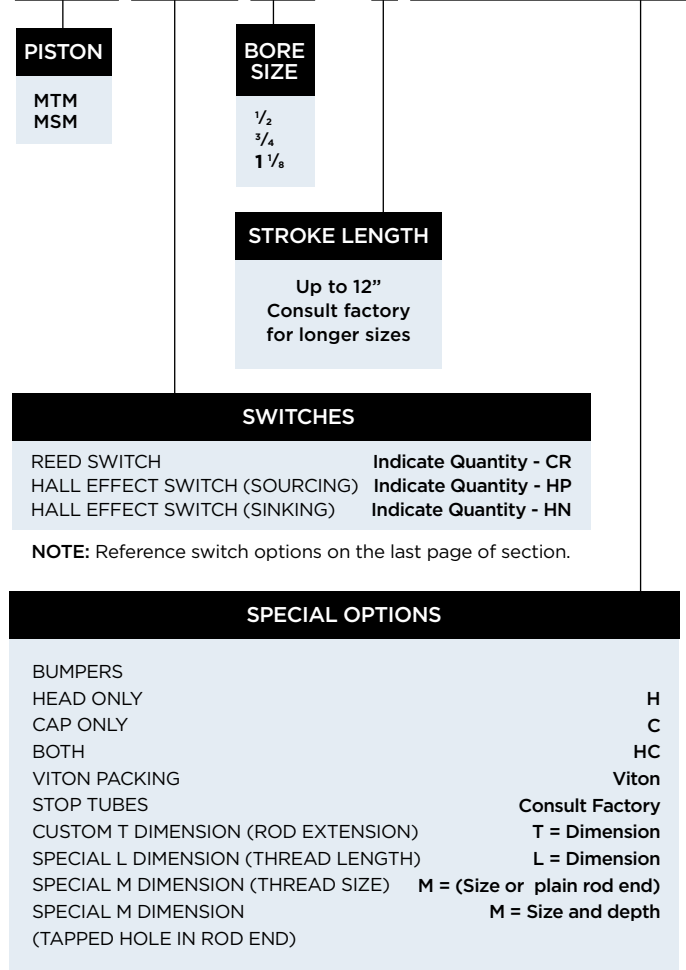 PISTON
MTM
MSM
BORE
SIZE
1/2
3/4
1 1/8
STROKE LENGTH
Up to 12”
Consult factory
for longer sizes
SWITCHES
REED SWITCH Indicate Quantity - CR
HALL EFFECT SWITCH (SOURCING) Indicate Quantity - HP
HALL EFFECT SWITCH (SINKING) Indicate Quantity - HN
NOTE: Reference switch options on the last page of section.
SPECIAL OPTIONS
BUMPERS
HEAD ONLY H
CAP ONLY C
BOTH HC
VITON PACKING Viton
STOP TUBES Consult Factory
CUSTOM T DIMENSION (ROD EXTENSION) T = Dimension
SPECIAL L DIMENSION (THREAD LENGTH) L = Dimension
SPECIAL M DIMENSION (THREAD SIZE) M = (Size or plain rod end)
SPECIAL M DIMENSION M = Size and depth
(TAPPED HOLE IN ROD END)